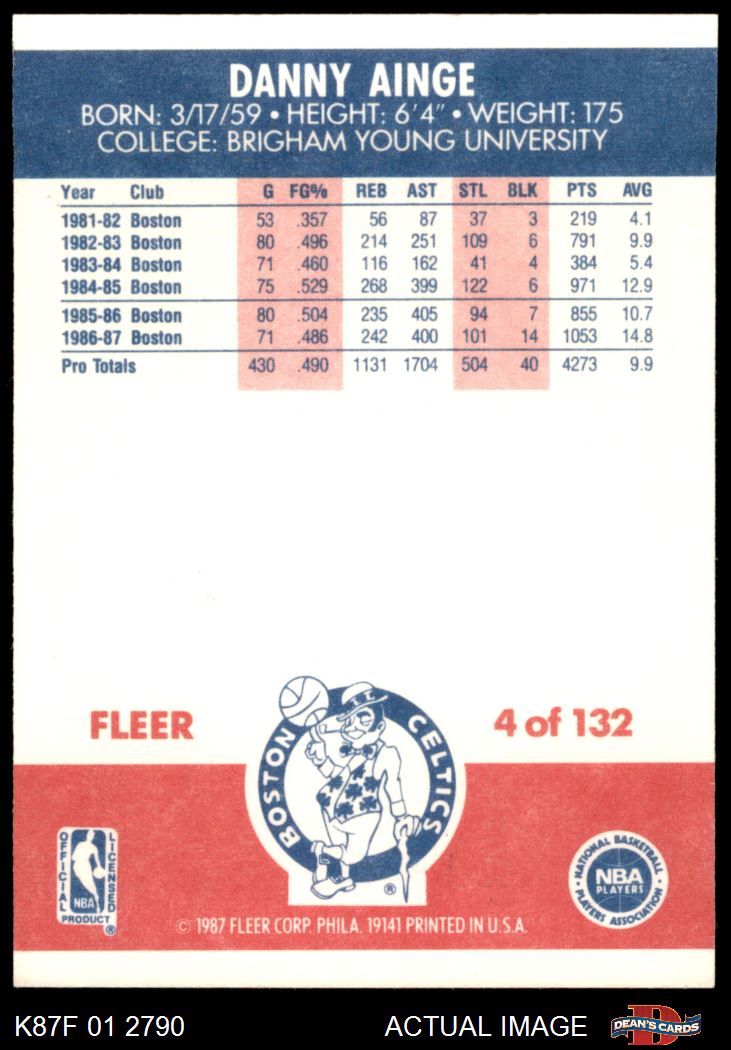 DANNY AINGE
BORN: 3/17/59 • HEIGHT: 6'4" • WEIGHT: 175
COLLEGE: BRIGHAM YOUNG UNIVERSITY
Year Club G FG% REB AST STL BLK PTS AVG
1981-82 Boston 53 .357 56 87 37 3 219 4.1
1982-83 Boston 80 .496 214 251 109 6 791 9.9
1983-84 Boston 71 .460 116 162 41 4 384 5.4
1984-85 Boston 75 .529 268 399 122 6 971 12.9
1985-86 Boston 80 .504 235 405 94 7 855 10.7
1986-87 Boston 71 .486 242 400 101 14 1053 14.8
Pro Totals 430 .490 1131 1704 504 40 4273 9.9
FLEER
4 of 132
BOSTON CELTICS
®
OFFICIAL LICENSED
NBA
PRODUCT
®
• NATIONAL BASKETBALL •
NBA
PLAYERS
PLAYERS ASSOCIATION
© 1987 FLEER CORP. PHILA. 19141 PRINTED IN U.S.A.
K87F 01 2790
ACTUAL IMAGE
D
DEAN'S CARDS